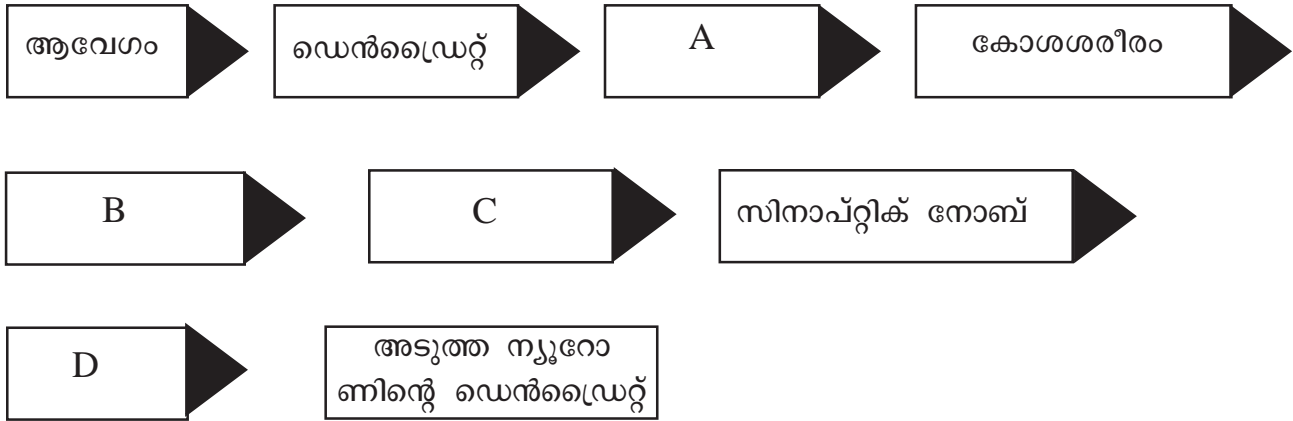 ആവേഗം
ഡെൻഡ്രൈറ്റ്
A
കോശശരീരം
B
C
സിനാപ്റ്റിക് നോബ്
D
അടുത്ത ന്യൂറോ
ണിന്റെ ഡെൻഡ്രൈറ്റ്